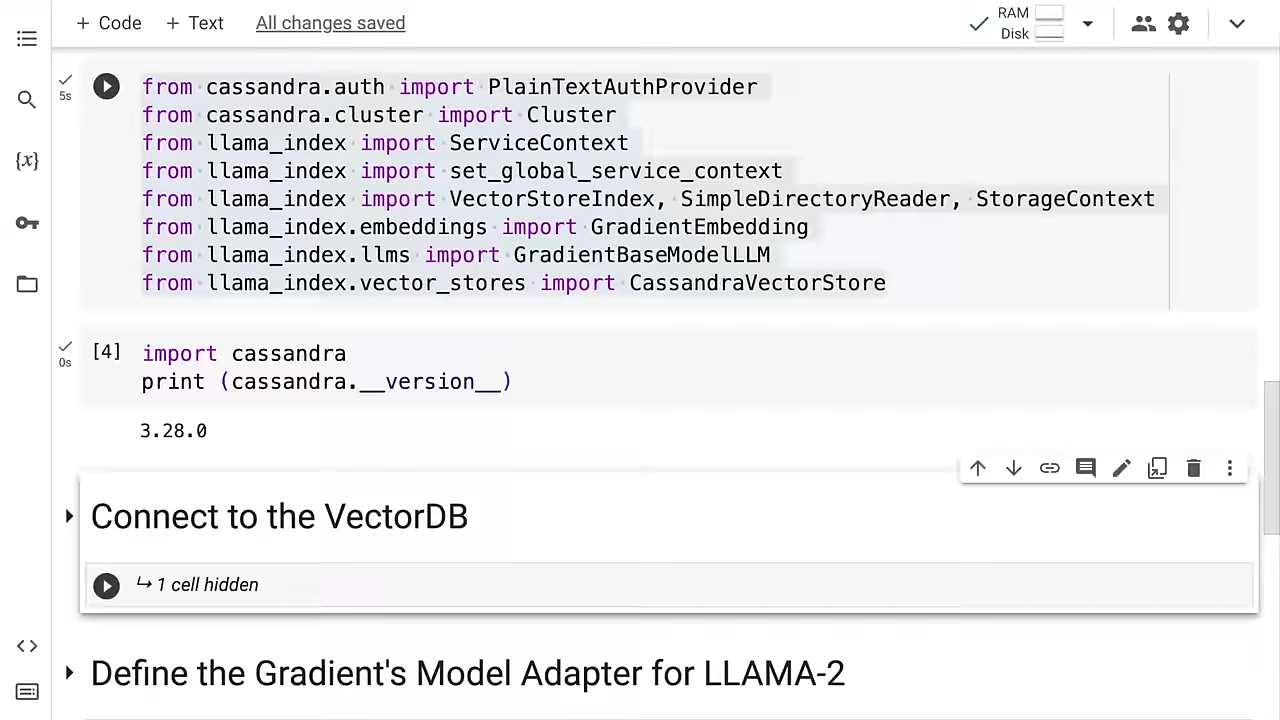 + Code + Text All changes saved
RAM
Disk
5s
from cassandra.auth import PlainTextAuthProvider
from cassandra.cluster import Cluster
from llama_index import ServiceContext
from llama_index import set_global_service_context
from llama_index import VectorStoreIndex, SimpleDirectoryReader, StorageContext
from llama_index.embeddings import GradientEmbedding
from llama_index.llms import GradientBaseModelLLM
from llama_index.vector_stores import CassandraVectorStore
0s
[4] import cassandra
print (cassandra.__version__)
3.28.0
Connect to the VectorDB
↳ 1 cell hidden
Define the Gradient's Model Adapter for LLAMA-2